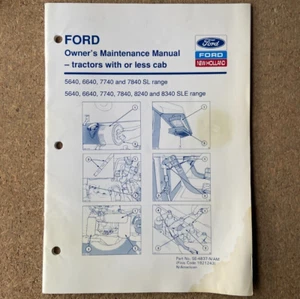 FORD
Owner's Maintenance Manual
– tractors with or less cab
5640, 6640, 7740 and 7840 SL range
5640, 6640, 7740, 7840, 8240 and 8340 SLE range
Ford
FORD
NEW HOLLAND